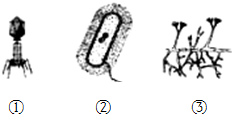 ① ② ③